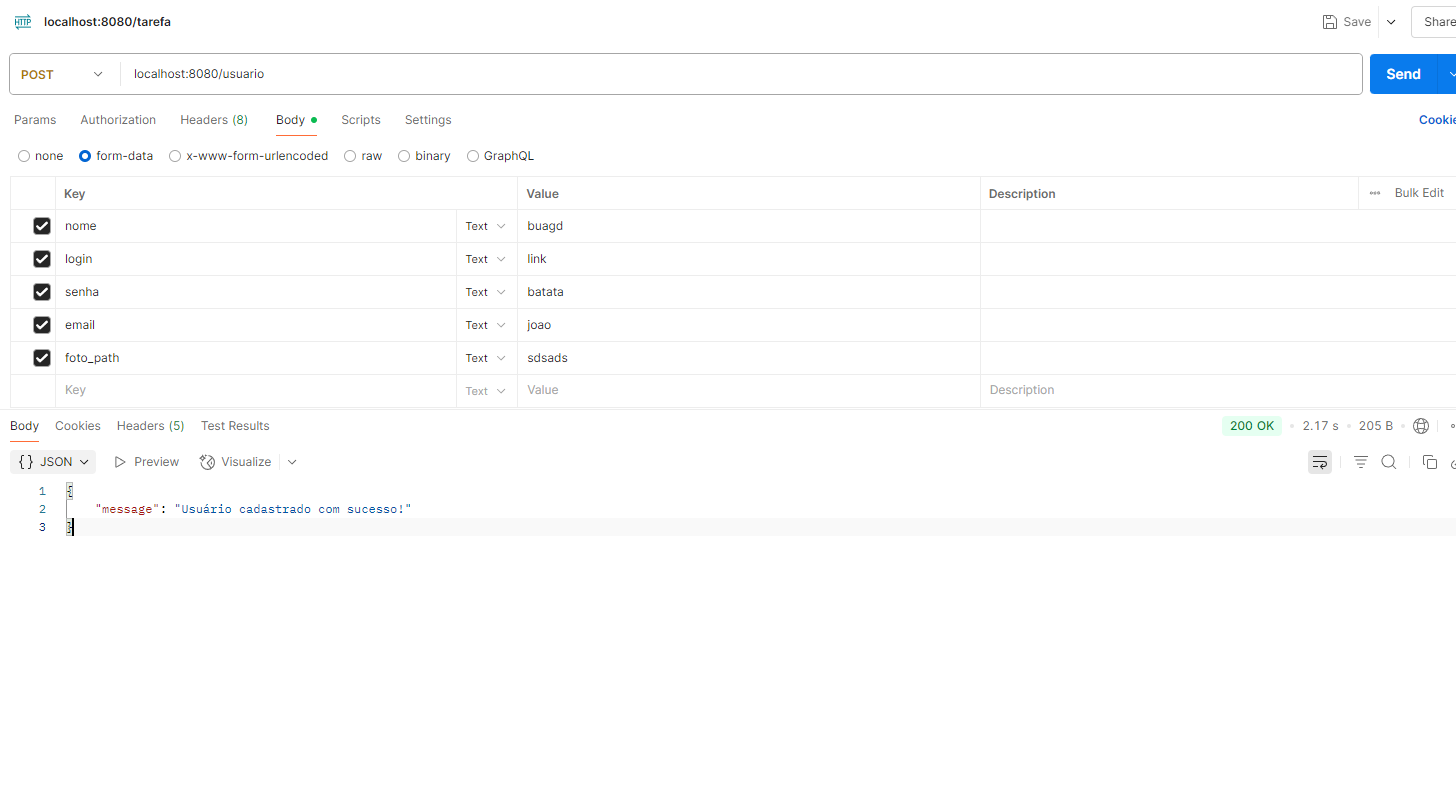 HTTP localhost:8080/tarefa Save Share
POST localhost:8080/usuario Send
Params Authorization Headers (8) Body Scripts Settings Cookie
none form-data x-www-form-urlencoded raw binary GraphQL
Key Value Description Bulk Edit
nome Text buagd
login Text link
senha Text batata
email Text joao
foto_path Text sdsads
Key Text Value Description
Body Cookies Headers (5) Test Results 200 OK 2.17 s 205 B
{} JSON Preview Visualize
1 {
2 "message": "Usuário cadastrado com sucesso!"
3 }